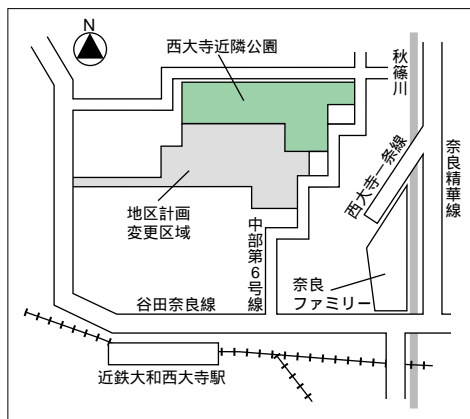 N
西大寺近隣公園
秋篠川
奈良精華線
西大寺一条線
地区計画
変更区域
中部第6号線
奈良
ファミリー
谷田奈良線
近鉄大和西大寺駅